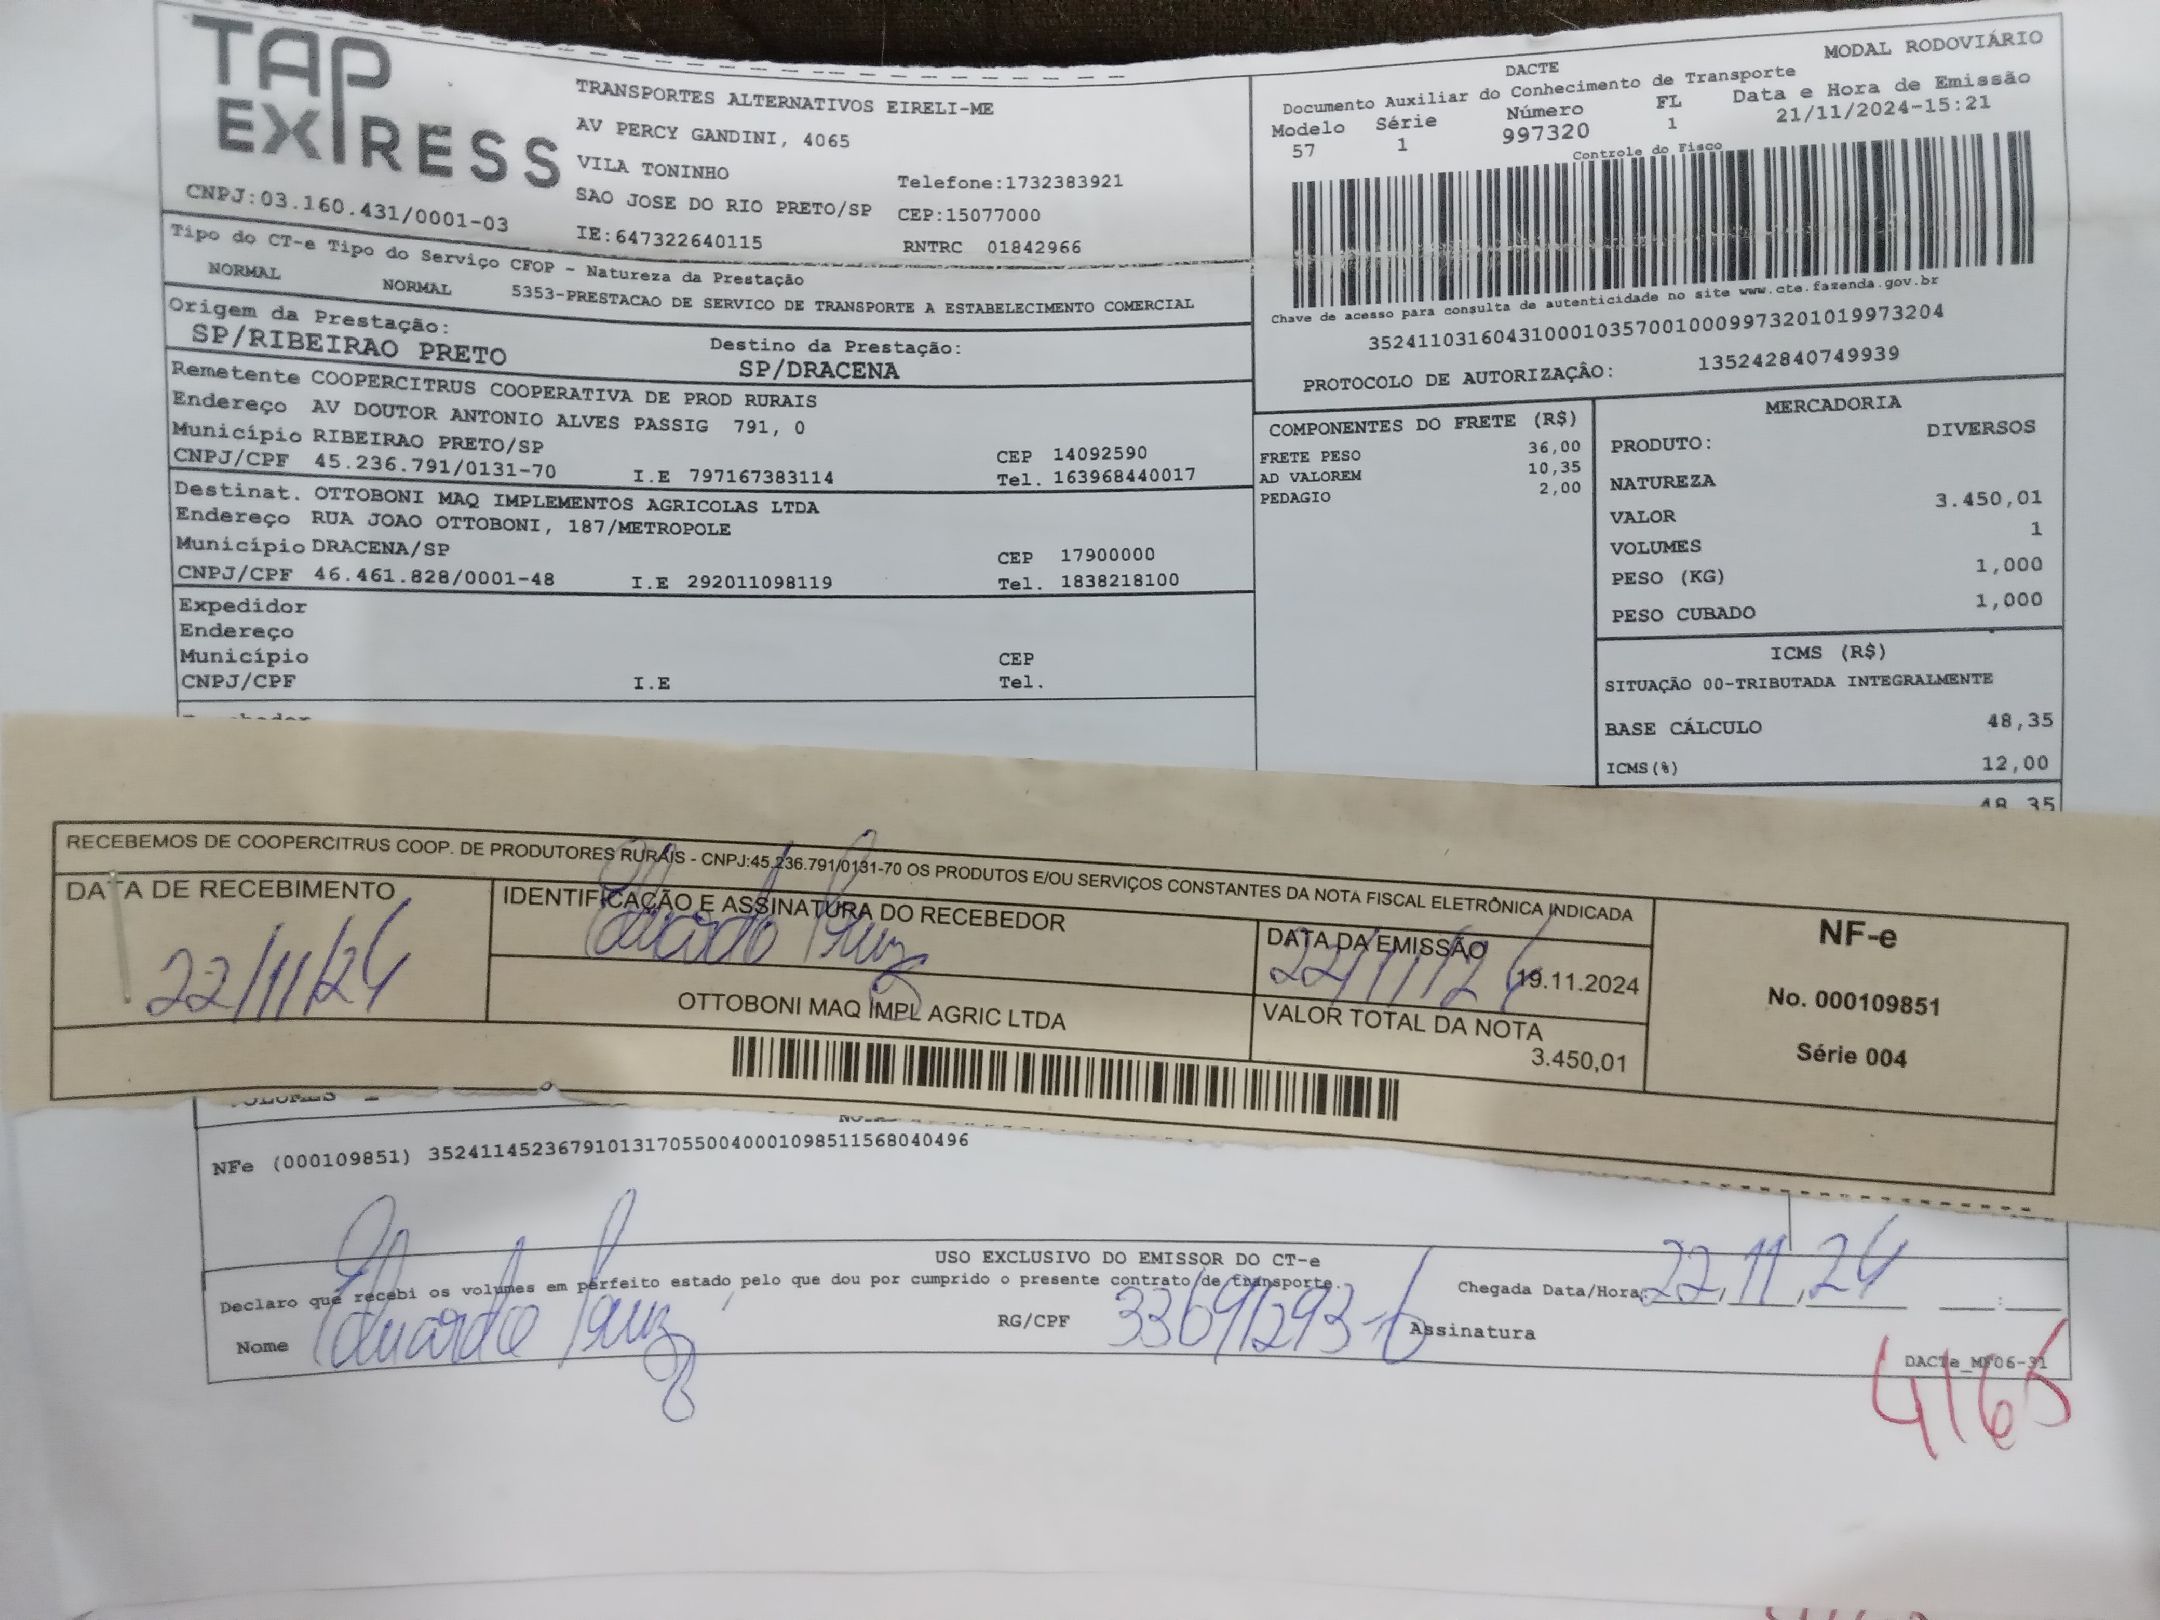 TAP EXPRESS
CNPJ:03.160.431/0001-03
TRANSPORTES ALTERNATIVOS EIRELI-ME
AV PERCY GANDINI, 4065
VILA TONINHO
Telefone:1732383921
SAO JOSE DO RIO PRETO/SP CEP:15077000
IE:647322640115 RNTRC 01842966
DACTE MODAL RODOVIÁRIO
Documento Auxiliar do Conhecimento de Transporte
Modelo Série Número FL Data e Hora de Emissão
57 1 997320 1 21/11/2024-15:21
Controle do Fisco
Chave de acesso para consulta de autenticidade no site www.cte.fazenda.gov.br
35241103160431000103570010009973201019973204
PROTOCOLO DE AUTORIZAÇÂO: 135242840749939
Tipo do CT-e Tipo do Serviço CFOP - Natureza da Prestação
NORMAL NORMAL 5353-PRESTACAO DE SERVICO DE TRANSPORTE A ESTABELECIMENTO COMERCIAL
Origem da Prestação: Destino da Prestação:
SP/RIBEIRAO PRETO SP/DRACENA
Remetente COOPERCITRUS COOPERATIVA DE PROD RURAIS
Endereço AV DOUTOR ANTONIO ALVES PASSIG 791, 0
Município RIBEIRAO PRETO/SP CEP 14092590
CNPJ/CPF 45.236.791/0131-70 I.E 797167383114 Tel. 163968440017
Destinat. OTTOBONI MAQ IMPLEMENTOS AGRICOLAS LTDA
Endereço RUA JOAO OTTOBONI, 187/METROPOLE
Município DRACENA/SP CEP 17900000
CNPJ/CPF 46.461.828/0001-48 I.E 292011098119 Tel. 1838218100
Expedidor
Endereço
Município CEP
CNPJ/CPF I.E Tel.
COMPONENTES DO FRETE (R$)
FRETE PESO 36,00
AD VALOREM 10,35
PEDAGIO 2,00
MERCADORIA
PRODUTO: DIVERSOS
NATUREZA
VALOR 3.450,01
VOLUMES 1
PESO (KG) 1,000
PESO CUBADO 1,000
ICMS (R$)
SITUAÇÃO 00-TRIBUTADA INTEGRALMENTE
BASE CÁLCULO 48,35
ICMS(%) 12,00
48,35
RECEBEMOS DE COOPERCITRUS COOP. DE PRODUTORES RURAIS - CNPJ:45.236.791/0131-70 OS PRODUTOS E/OU SERVIÇOS CONSTANTES DA NOTA FISCAL ELETRÔNICA INDICADA
DATA DE RECEBIMENTO
22/11/24
IDENTIFICAÇÃO E ASSINATURA DO RECEBEDOR
Eduardo
OTTOBONI MAQ IMPL AGRIC LTDA
DATA DA EMISSÃO
22/11/24 19.11.2024
VALOR TOTAL DA NOTA
3.450,01
NF-e
No. 000109851
Série 004
VOLUMES
NFe (000109851) 35241145236791013170550040001098511568040496
USO EXCLUSIVO DO EMISSOR DO CT-e
Declaro que recebi os volumes em perfeito estado pelo que dou por cumprido o presente contrato de transporte. Chegada Data/Hora 22 11 24
Nome Eduardo RG/CPF Assinatura
DACTe_MF06-31
4165